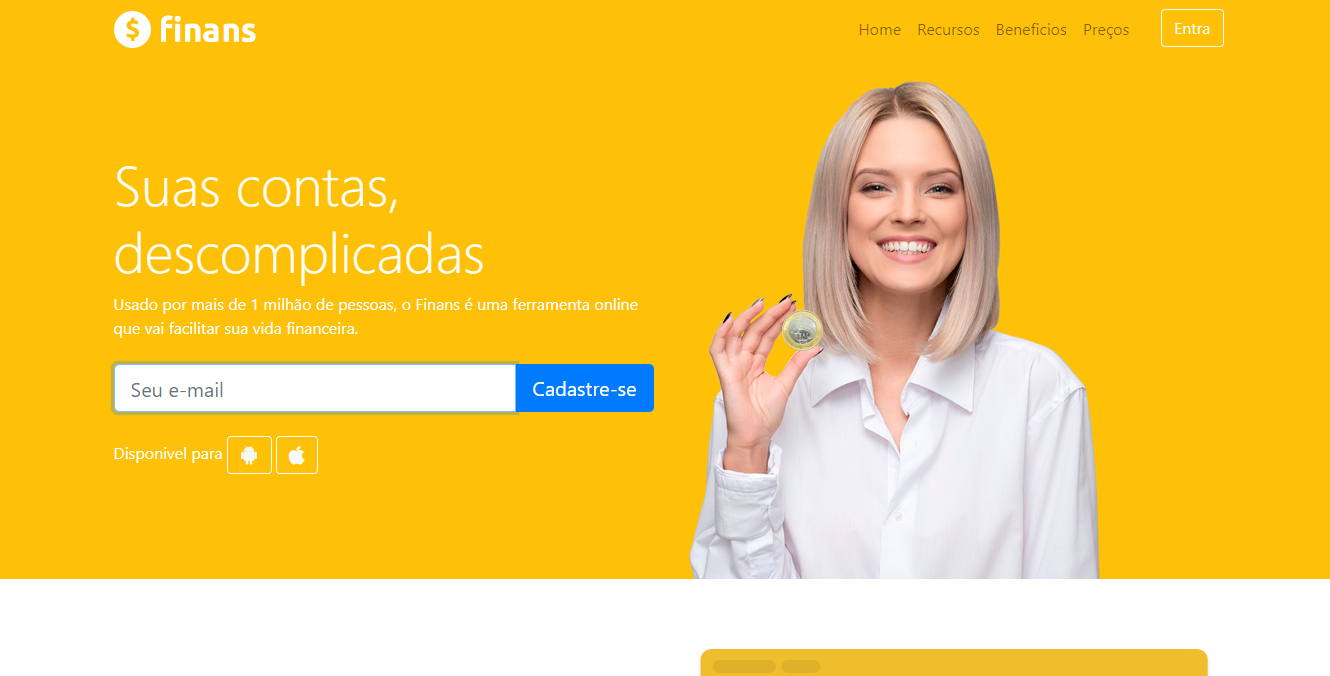 finans
Home Recursos Beneficios Preços Entra
Suas contas,
descomplicadas
Usado por mais de 1 milhão de pessoas, o Finans é uma ferramenta online
que vai facilitar sua vida financeira.
Seu e-mail Cadastre-se
Disponivel para